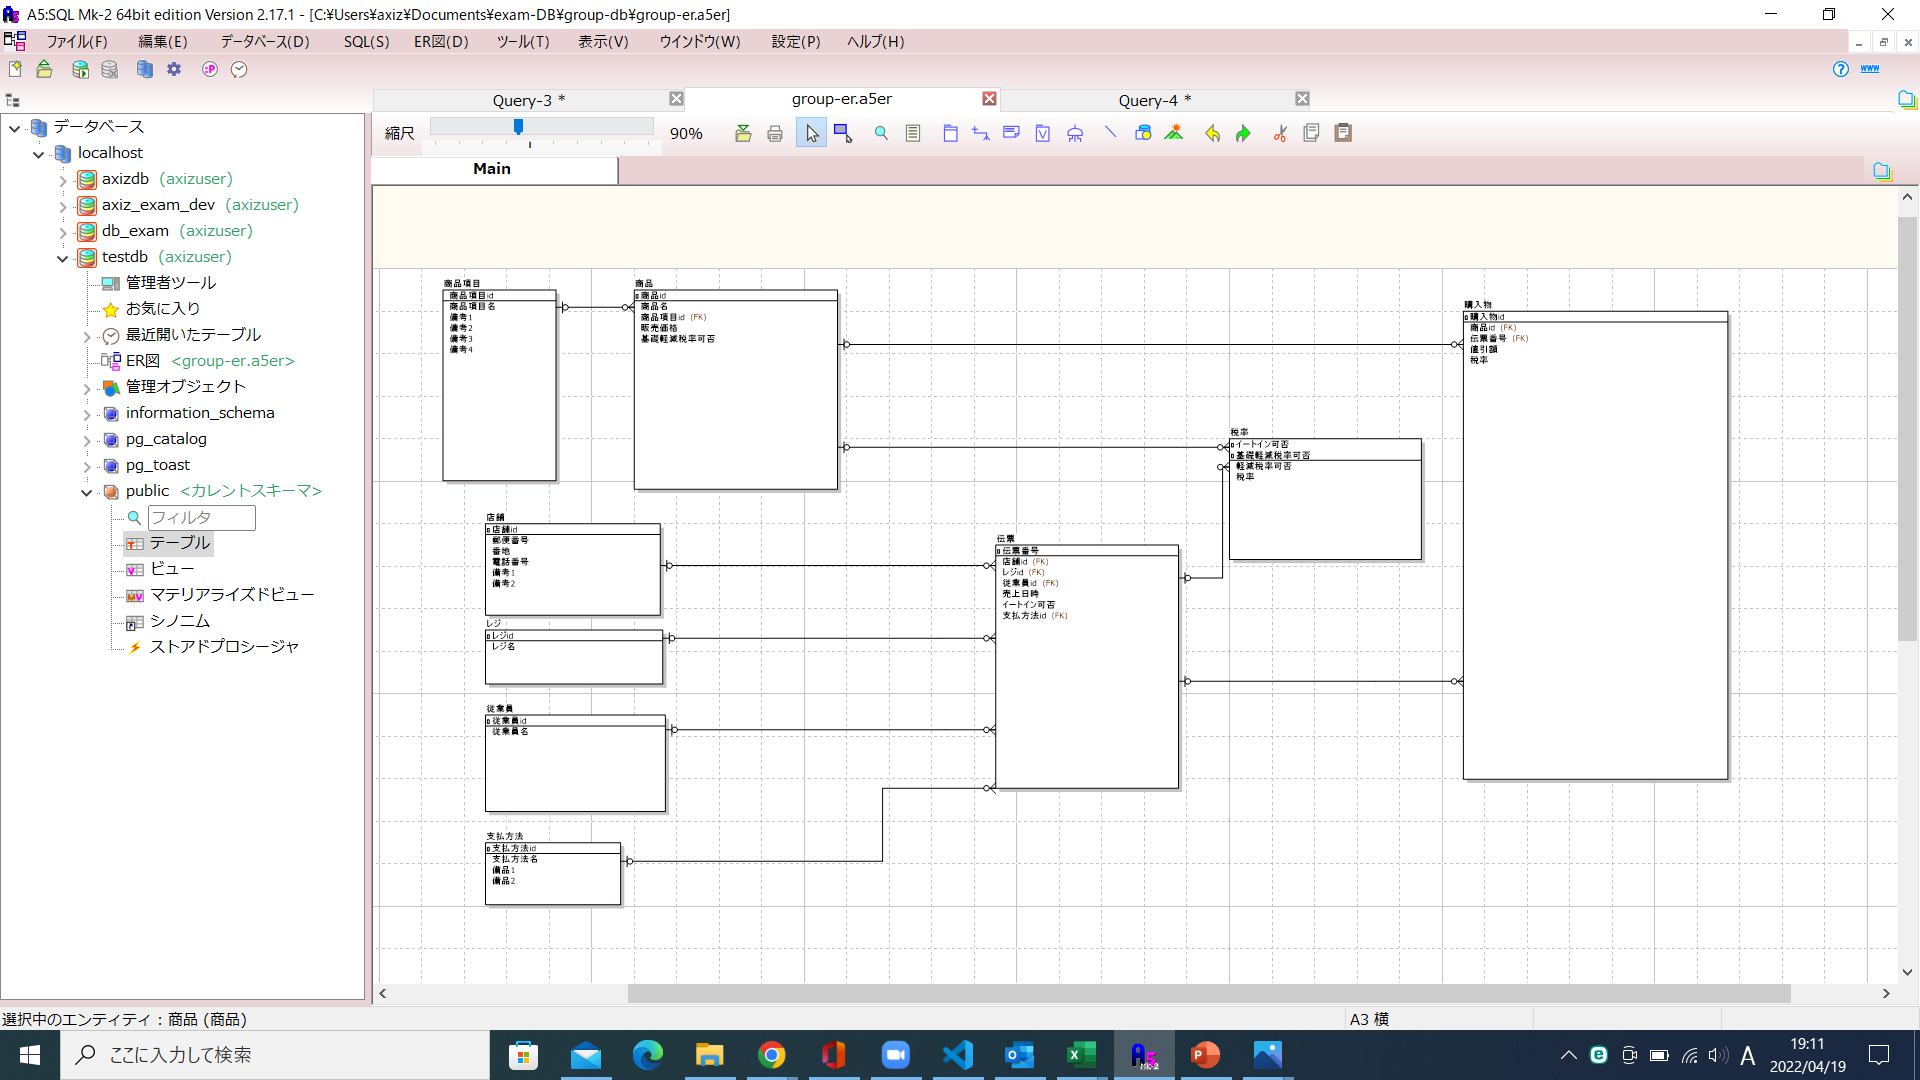 A5:SQL Mk-2 64bit edition Version 2.17.1 - [C:¥Users¥axiz¥Documents¥exam-DB¥group-db¥group-er.a5er]
ファイル(F) 編集(E) データベース(D) SQL(S) ER図(D) ツール(T) 表示(V) ウインドウ(W) 設定(P) ヘルプ(H)
Query-3 * group-er.a5er Query-4 *
縮尺 90%
Main
データベース
localhost
axizdb (axizuser)
axiz_exam_dev (axizuser)
db_exam (axizuser)
testdb (axizuser)
管理者ツール
お気に入り
最近開いたテーブル
ER図 <group-er.a5er>
管理オブジェクト
information_schema
pg_catalog
pg_toast
public <カレントスキーマ>
フィルタ
テーブル
ビュー
マテリアライズドビュー
シノニム
ストアドプロシージャ
商品項目
商品項目id
商品項目名
備考1
備考2
備考3
備考4
商品
商品id
商品名
商品項目id (FK)
販売価格
基礎軽減税率可否
購入物
購入物id
商品id (FK)
伝票番号 (FK)
値引額
税率
税率
イートイン可否
基礎軽減税率可否
軽減税率可否
税率
店舗
店舗id
郵便番号
番地
電話番号
備考1
備考2
レジ
レジid
レジ名
伝票
伝票番号
店舗id (FK)
レジid (FK)
従業員id (FK)
売上日時
イートイン可否
支払方法id (FK)
従業員
従業員id
従業員名
支払方法
支払方法id
支払方法名
備品1
備品2
選択中のエンティティ : 商品 (商品)
A3 横
ここに入力して検索
A
19:11
2022/04/19